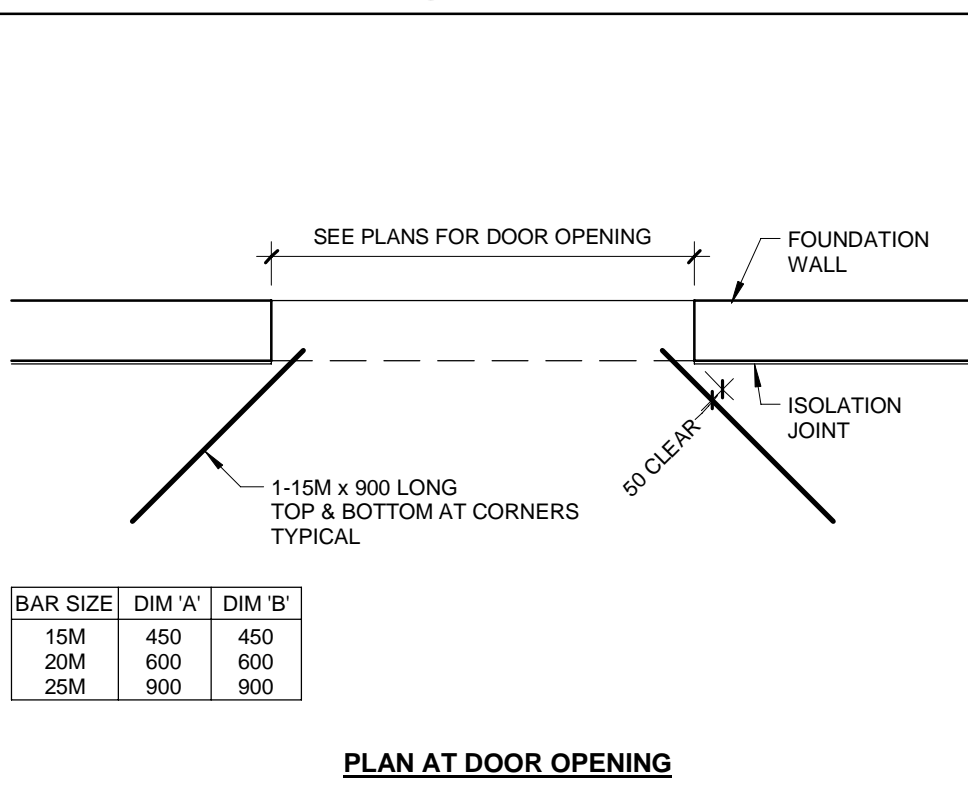 SEE PLANS FOR DOOR OPENING
FOUNDATION
WALL
ISOLATION
JOINT
50 CLEAR
1-15M x 900 LONG
TOP & BOTTOM AT CORNERS
TYPICAL
BAR SIZE DIM 'A' DIM 'B'
15M 450 450
20M 600 600
25M 900 900
PLAN AT DOOR OPENING